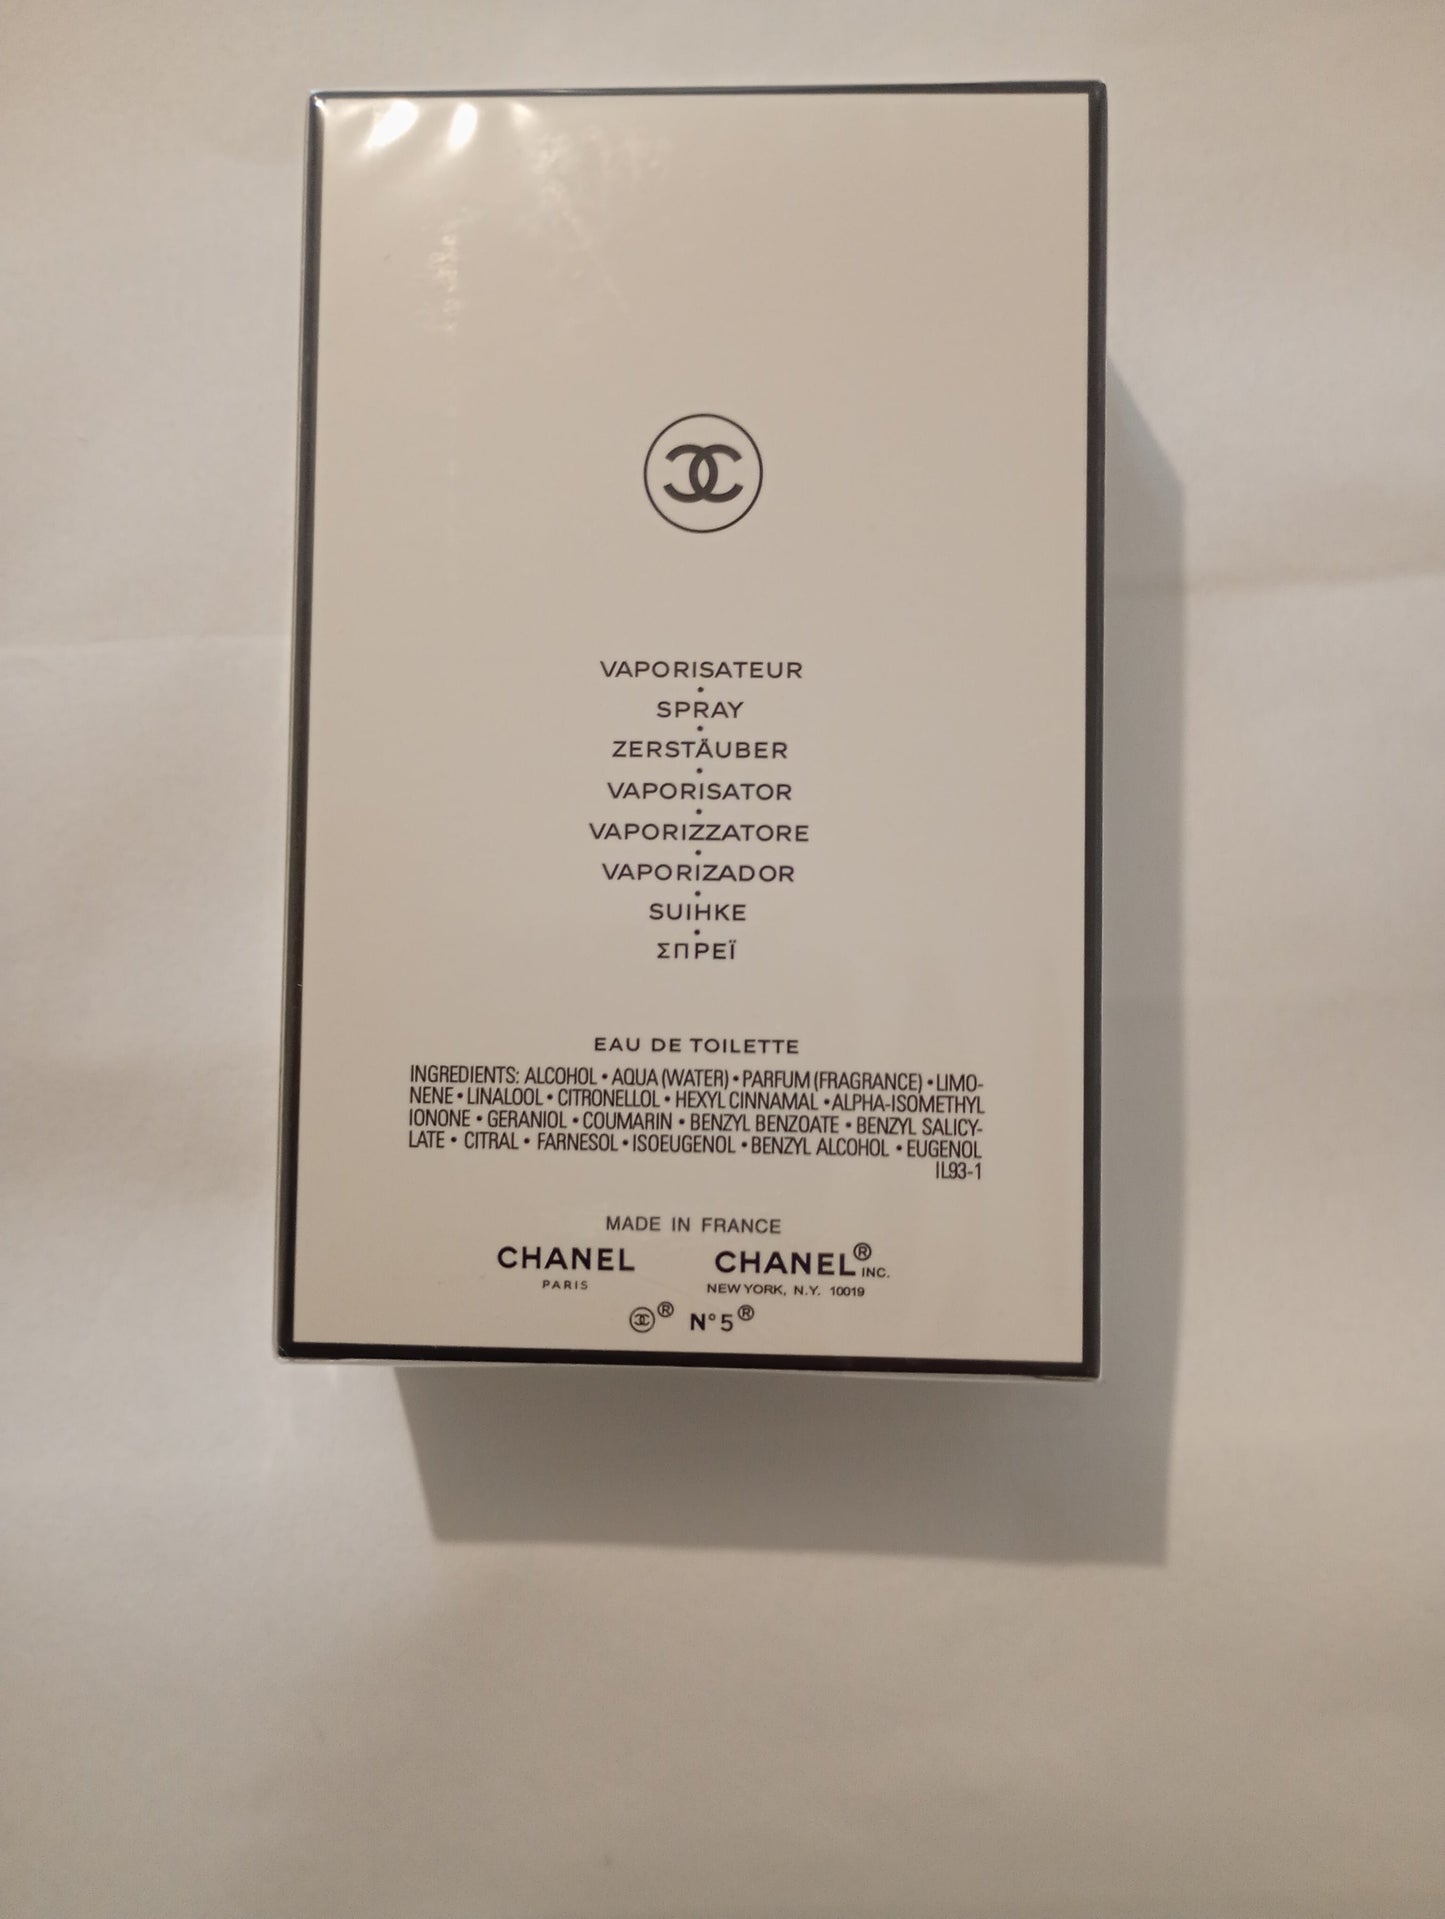 VAPORISATEUR
•
SPRAY
•
ZERSTÄUBER
•
VAPORISATOR
•
VAPORIZZATORE
•
VAPORIZADOR
•
SUIHKE
•
ΣΠΡΕΪ
EAU DE TOILETTE
INGREDIENTS: ALCOHOL • AQUA (WATER) • PARFUM (FRAGRANCE) • LIMO-
NENE • LINALOOL • CITRONELLOL • HEXYL CINNAMAL • ALPHA-ISOMETHYL
IONONE • GERANIOL • COUMARIN • BENZYL BENZOATE • BENZYL SALICY-
LATE • CITRAL • FARNESOL • ISOEUGENOL • BENZYL ALCOHOL • EUGENOL
IL93-1
MADE IN FRANCE
CHANEL CHANEL® INC.
PARIS NEW YORK, N.Y. 10019
® N°5®